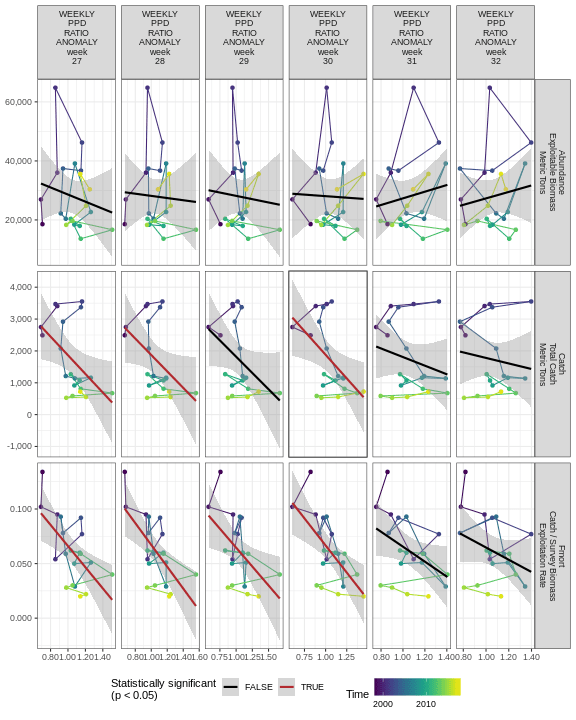 WEEKLY
PPD
RATIO
ANOMALY
week
27
WEEKLY
PPD
RATIO
ANOMALY
week
28
WEEKLY
PPD
RATIO
ANOMALY
week
29
WEEKLY
PPD
RATIO
ANOMALY
week
30
WEEKLY
PPD
RATIO
ANOMALY
week
31
WEEKLY
PPD
RATIO
ANOMALY
week
32
60,000
40,000
20,000
Abundance
Exploitable Biomass
Metric Tons
4,000
3,000
2,000
1,000
0
-1,000
Catch
Total Catch
Metric Tons
0.100
0.050
0.000
Fmort
Catch / Survey Biomass
Exploitation Rate
0.80 1.00 1.20 1.40
0.80 1.00 1.20 1.40 1.60
0.75 1.00 1.25 1.50
0.75 1.00 1.25
0.80 1.00 1.20 1.40
0.80 1.00 1.20 1.40
Statistically significant
(p < 0.05)
FALSE
TRUE
Time
2000
2010